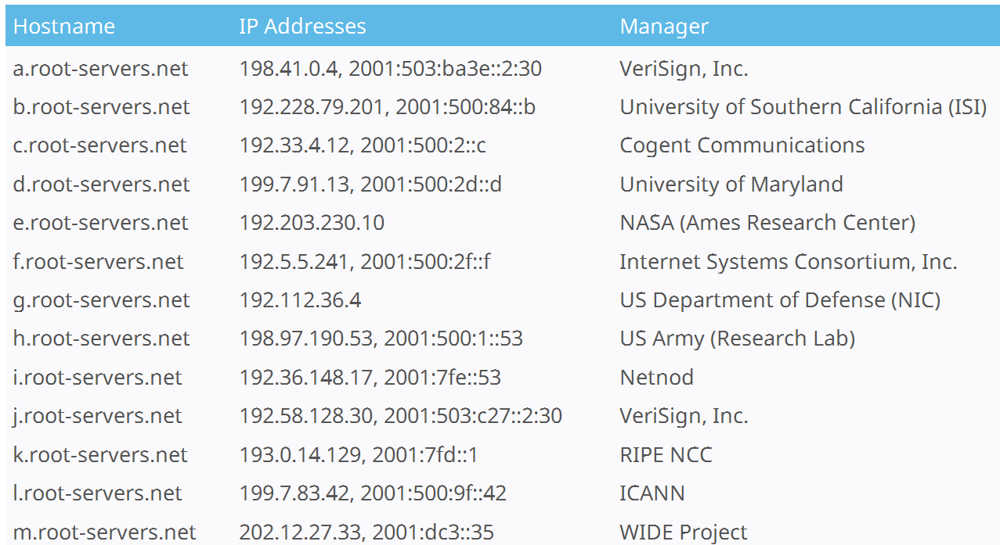 Hostname IP Addresses Manager
a.root-servers.net 198.41.0.4, 2001:503:ba3e::2:30 VeriSign, Inc.
b.root-servers.net 192.228.79.201, 2001:500:84::b University of Southern California (ISI)
c.root-servers.net 192.33.4.12, 2001:500:2::c Cogent Communications
d.root-servers.net 199.7.91.13, 2001:500:2d::d University of Maryland
e.root-servers.net 192.203.230.10 NASA (Ames Research Center)
f.root-servers.net 192.5.5.241, 2001:500:2f::f Internet Systems Consortium, Inc.
g.root-servers.net 192.112.36.4 US Department of Defense (NIC)
h.root-servers.net 198.97.190.53, 2001:500:1::53 US Army (Research Lab)
i.root-servers.net 192.36.148.17, 2001:7fe::53 Netnod
j.root-servers.net 192.58.128.30, 2001:503:c27::2:30 VeriSign, Inc.
k.root-servers.net 193.0.14.129, 2001:7fd::1 RIPE NCC
l.root-servers.net 199.7.83.42, 2001:500:9f::42 ICANN
m.root-servers.net 202.12.27.33, 2001:dc3::35 WIDE Project